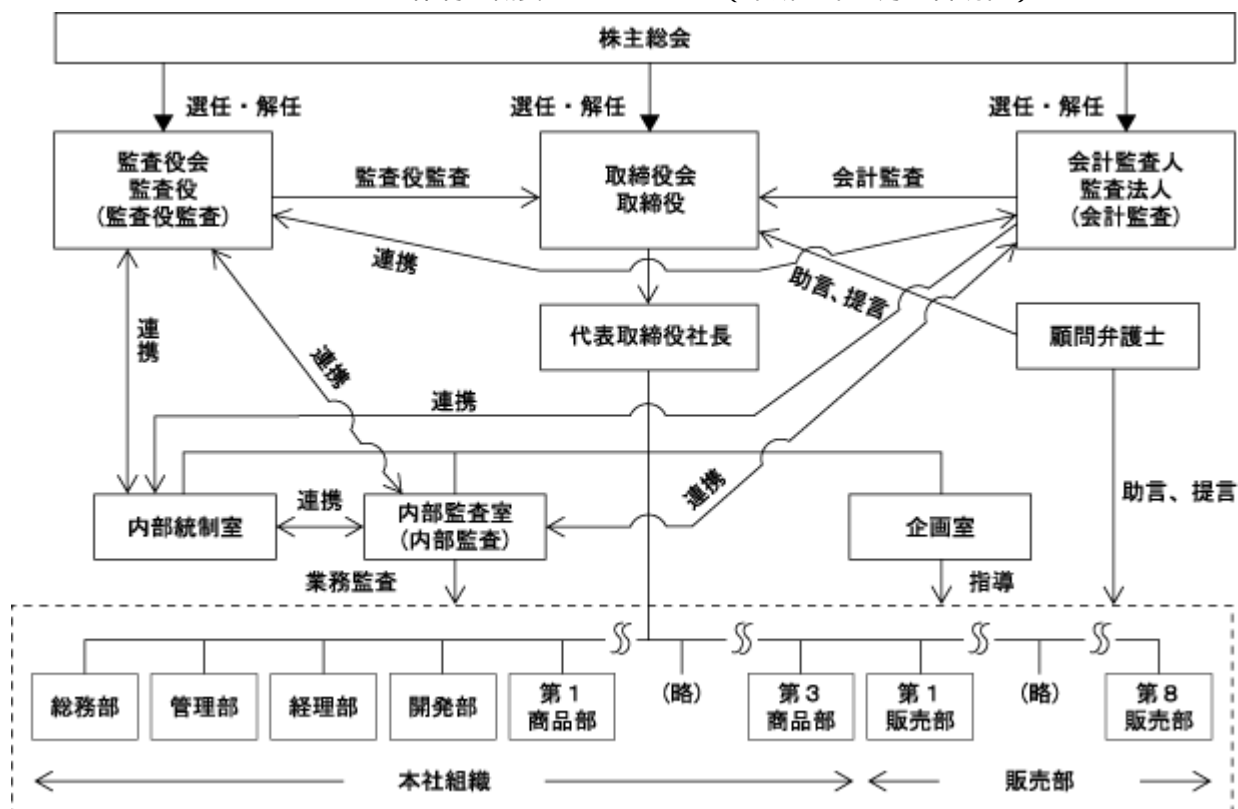 株主総会
選任・解任
選任・解任
選任・解任
監査役会
監査役
(監査役監査)
監査役監査
取締役会
取締役
会計監査
会計監査人
監査法人
(会計監査)
連携
助言、提言
連携
代表取締役社長
顧問弁護士
連携
連携
連携
助言、提言
内部統制室
連携
内部監査室
(内部監査)
企画室
業務監査
指導
総務部
管理部
経理部
開発部
第1
商品部
(略)
第3
商品部
第1
販売部
(略)
第8
販売部
本社組織
販売部